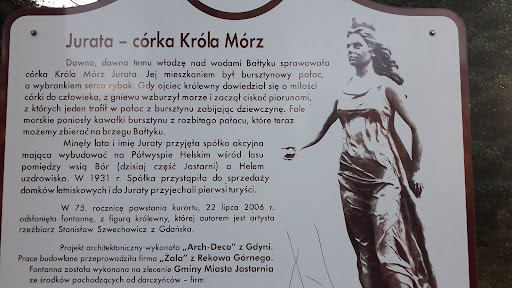 Jurata – córka Króla Mórz
Dawno, dawno temu władzę nad wodami Bałtyku sprawowała
córka Króla Mórz Jurata. Jej mieszkaniem był bursztynowy pałac,
a wybrankiem serca rybak. Gdy ojciec królewny dowiedział się o miłości
córki do człowieka, z gniewu wzburzył morze i zaczął ciskać piorunami,
z których jeden trafił w pałac z bursztynu zabijając dziewczynę. Fale
morskie poniosły kawałki bursztynu z rozbitego pałacu, które teraz
możemy zbierać na brzegu Bałtyku.
Minęły lata i imię Juraty przyjęła spółka akcyjna
mająca wybudować na Półwyspie Helskim wśród lasu
pomiędzy wsią Bór (dzisiaj część Jastarni) a Helem
uzdrowisko. W 1931 r. Spółka przystąpiła do sprzedaży
domków letniskowych i do Juraty przyjechali pierwsi turyści.
W 75. rocznicę powstania kurortu, 22 lipca 2006 r.
odsłonięto fontannę, z figurą królewny, której autorem jest artysta
rzeźbiarz Stanisław Szwechowicz z Gdańska.
Projekt architektoniczny wykonało „Arch-Deco” z Gdyni.
Prace budowlane przeprowadziła firma „Żala” z Rekowa Górnego.
Fontanna została wykonana na zlecenie Gminy Miasta Jastarnia
ze środków pochodzących od darczyńców – firm: